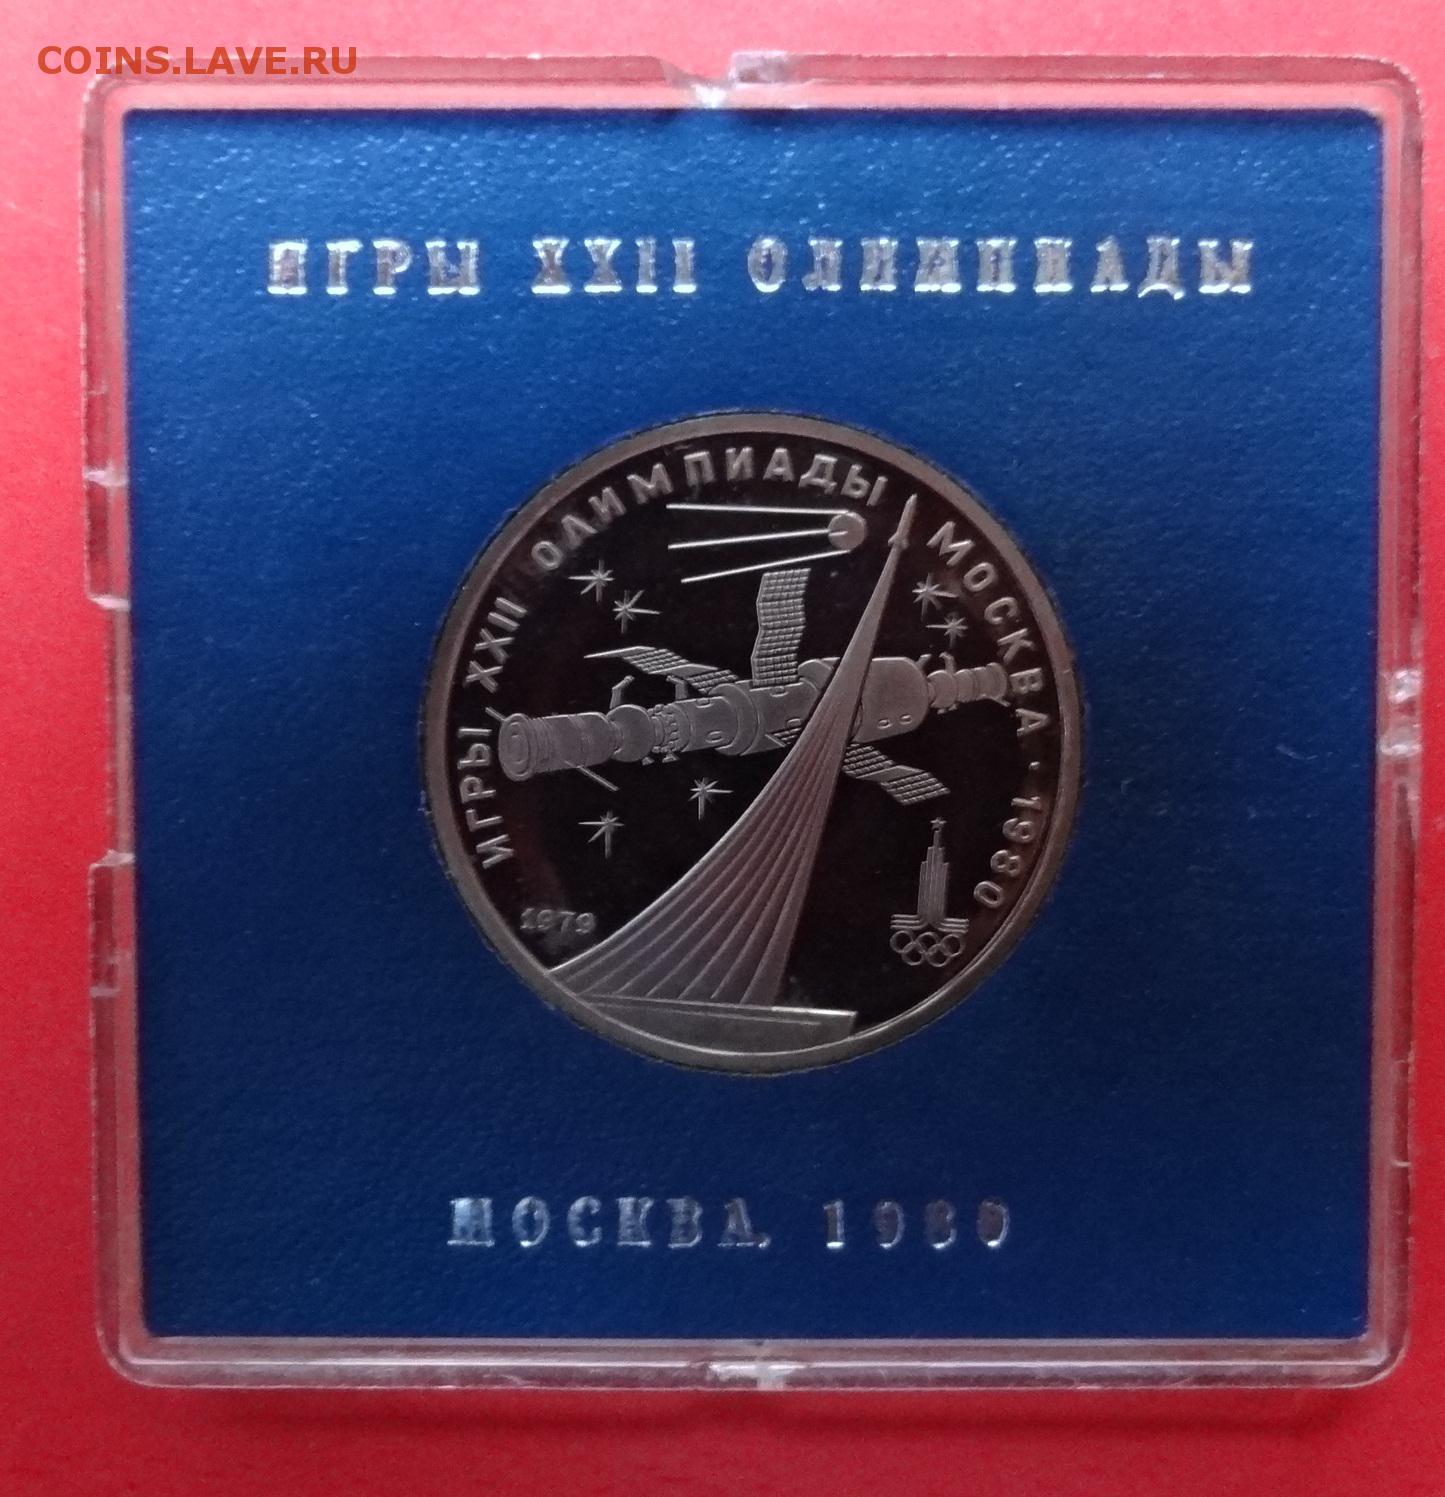 COINS.LAVE.RU
ИГРЫ XXII ОЛИМПИАДЫ
ИГРЫ XXII ОЛИМПИАДЫ МОСКВА · 1980
1979
МОСКВА. 1980